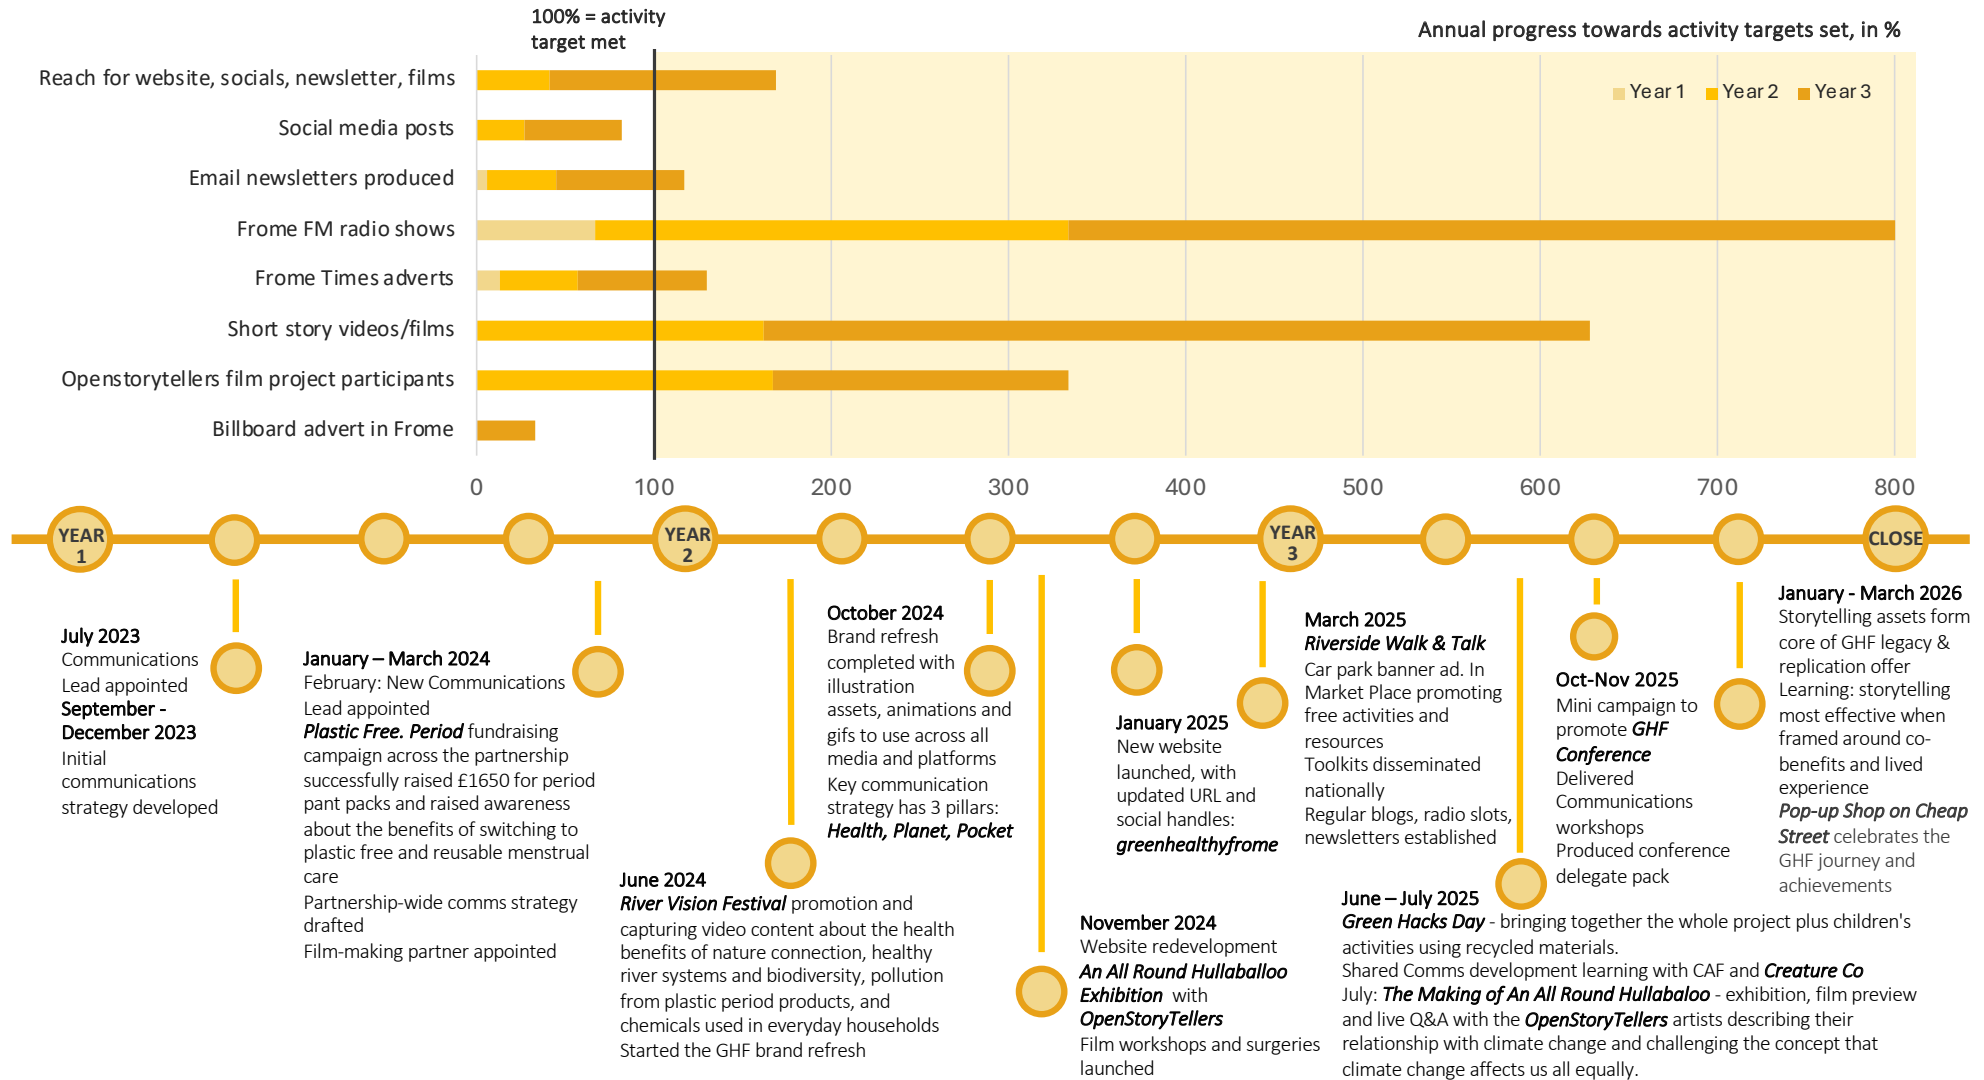 100% = activity
target met
Annual progress towards activity targets set, in %
Year 1 Year 2 Year 3
Reach for website, socials, newsletter, films
Social media posts
Email newsletters produced
Frome FM radio shows
Frome Times adverts
Short story videos/films
Openstorytellers film project participants
Billboard advert in Frome
0 100 200 300 400 500 600 700 800
YEAR
1
YEAR
2
YEAR
3
CLOSE
July 2023
Communications
Lead appointed
September -
December 2023
Initial
communications
strategy developed
January – March 2024
February: New Communications
Lead appointed
Plastic Free. Period fundraising
campaign across the partnership
successfully raised £1650 for period
pant packs and raised awareness
about the benefits of switching to
plastic free and reusable menstrual
care
Partnership-wide comms strategy
drafted
Film-making partner appointed
June 2024
River Vision Festival promotion and
capturing video content about the health
benefits of nature connection, healthy
river systems and biodiversity, pollution
from plastic period products, and
chemicals used in everyday households
Started the GHF brand refresh
October 2024
Brand refresh
completed with
illustration
assets, animations and
gifs to use across all
media and platforms
Key communication
strategy has 3 pillars:
Health, Planet, Pocket
November 2024
Website redevelopment
An All Round Hullaballoo
Exhibition with
OpenStoryTellers
Film workshops and surgeries
launched
January 2025
New website
launched, with
updated URL and
social handles:
greenhealthyfrome
March 2025
Riverside Walk & Talk
Car park banner ad. In
Market Place promoting
free activities and
resources
Toolkits disseminated
nationally
Regular blogs, radio slots,
newsletters established
June – July 2025
Green Hacks Day - bringing together the whole project plus children's
activities using recycled materials.
Shared Comms development learning with CAF and Creature Co
July: The Making of An All Round Hullabaloo - exhibition, film preview
and live Q&A with the OpenStoryTellers artists describing their
relationship with climate change and challenging the concept that
climate change affects us all equally.
Oct-Nov 2025
Mini campaign to
promote GHF
Conference
Delivered
Communications
workshops
Produced conference
delegate pack
January - March 2026
Storytelling assets form
core of GHF legacy &
replication offer
Learning: storytelling
most effective when
framed around co-
benefits and lived
experience
Pop-up Shop on Cheap
Street celebrates the
GHF journey and
achievements